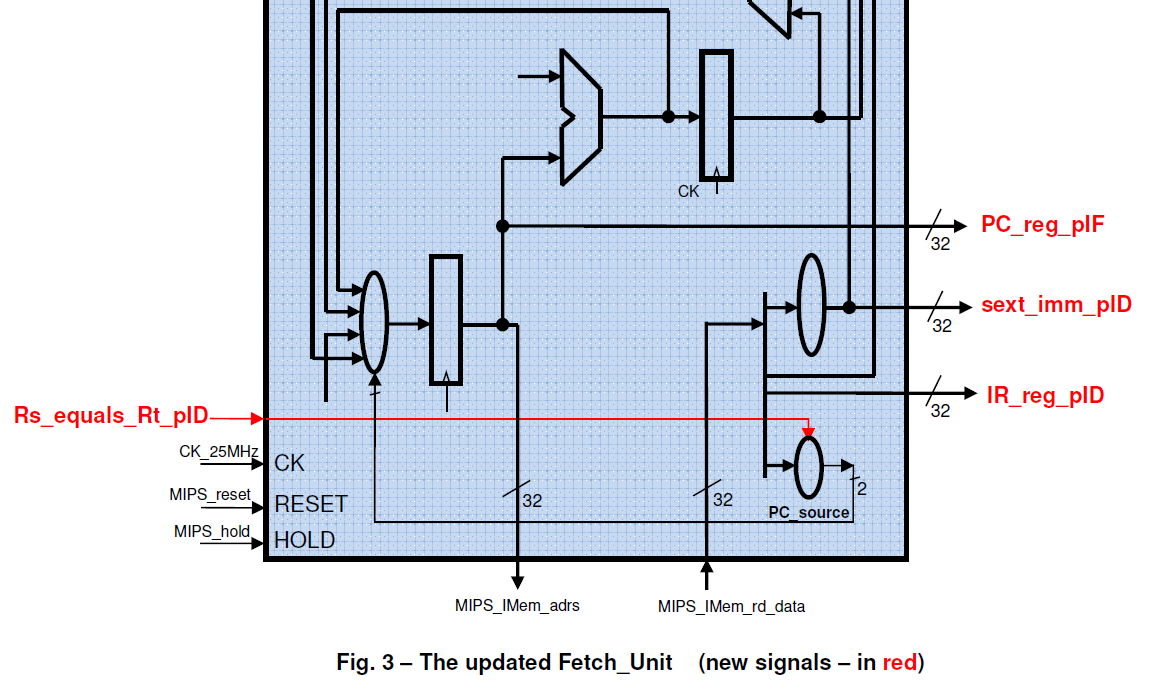 CK
PC_reg_pIF
32
sext_imm_pID
32
IR_reg_pID
32
Rs_equals_Rt_pID
CK_25MHz
CK
MIPS_reset
RESET
MIPS_hold
HOLD
32
32
2
PC_source
MIPS_IMem_adrs
MIPS_IMem_rd_data
Fig. 3 – The updated Fetch_Unit (new signals – in red)